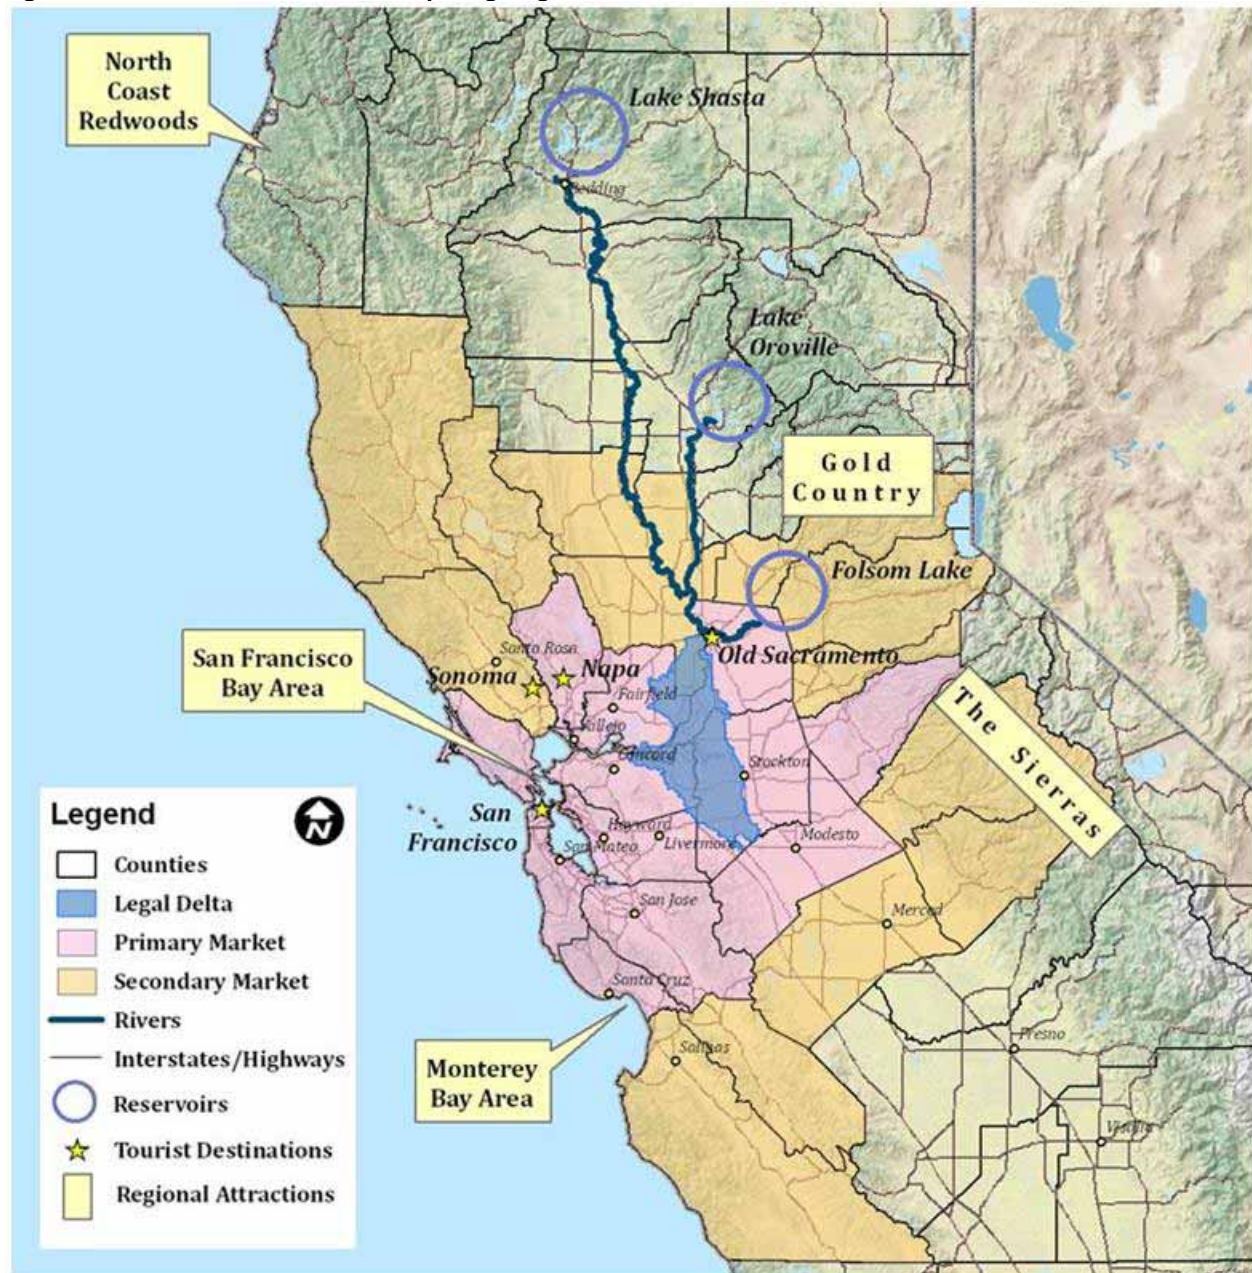 North
Coast
Redwoods
Lake Shasta
Redding
Lake
Oroville
Gold
Country
Folsom Lake
San Francisco
Bay Area
Santa Rosa
Sonoma
Napa
Old Sacramento
Fairfield
Vallejo
Concord
Stockton
The Sierras
San
Francisco
Hayward
San Mateo
Livermore
Modesto
San Jose
Merced
Santa Cruz
Monterey
Bay Area
Salinas
Fresno
Visalia
Legend
N
Counties
Legal Delta
Primary Market
Secondary Market
Rivers
Interstates/Highways
Reservoirs
Tourist Destinations
Regional Attractions